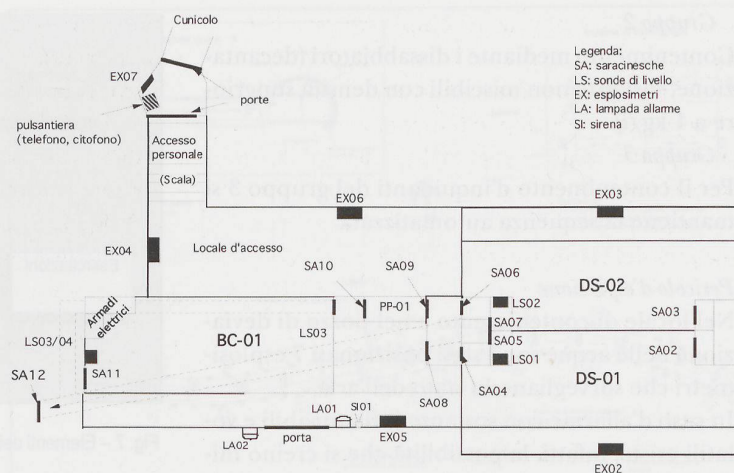 Cunicolo
EX07
porte
pulsantiera
(telefono, citofono)
Accesso
personale
(Scala)
Legenda:
SA: saracinesche
LS: sonde di livello
EX: esplosimetri
LA: lampada allarme
SI: sirena
EX06
EX03
EX04
Locale d'accesso
SA10
SA09
SA06
DS-02
Armadi
elettrici
PP-01
LS02
SA03
LS03/04
BC-01
LS03
SA07
SA05
SA02
SA12
SA11
LS01
DS-01
SA08
SA04
LA01
SI01
LA02
porta
EX05
EX02